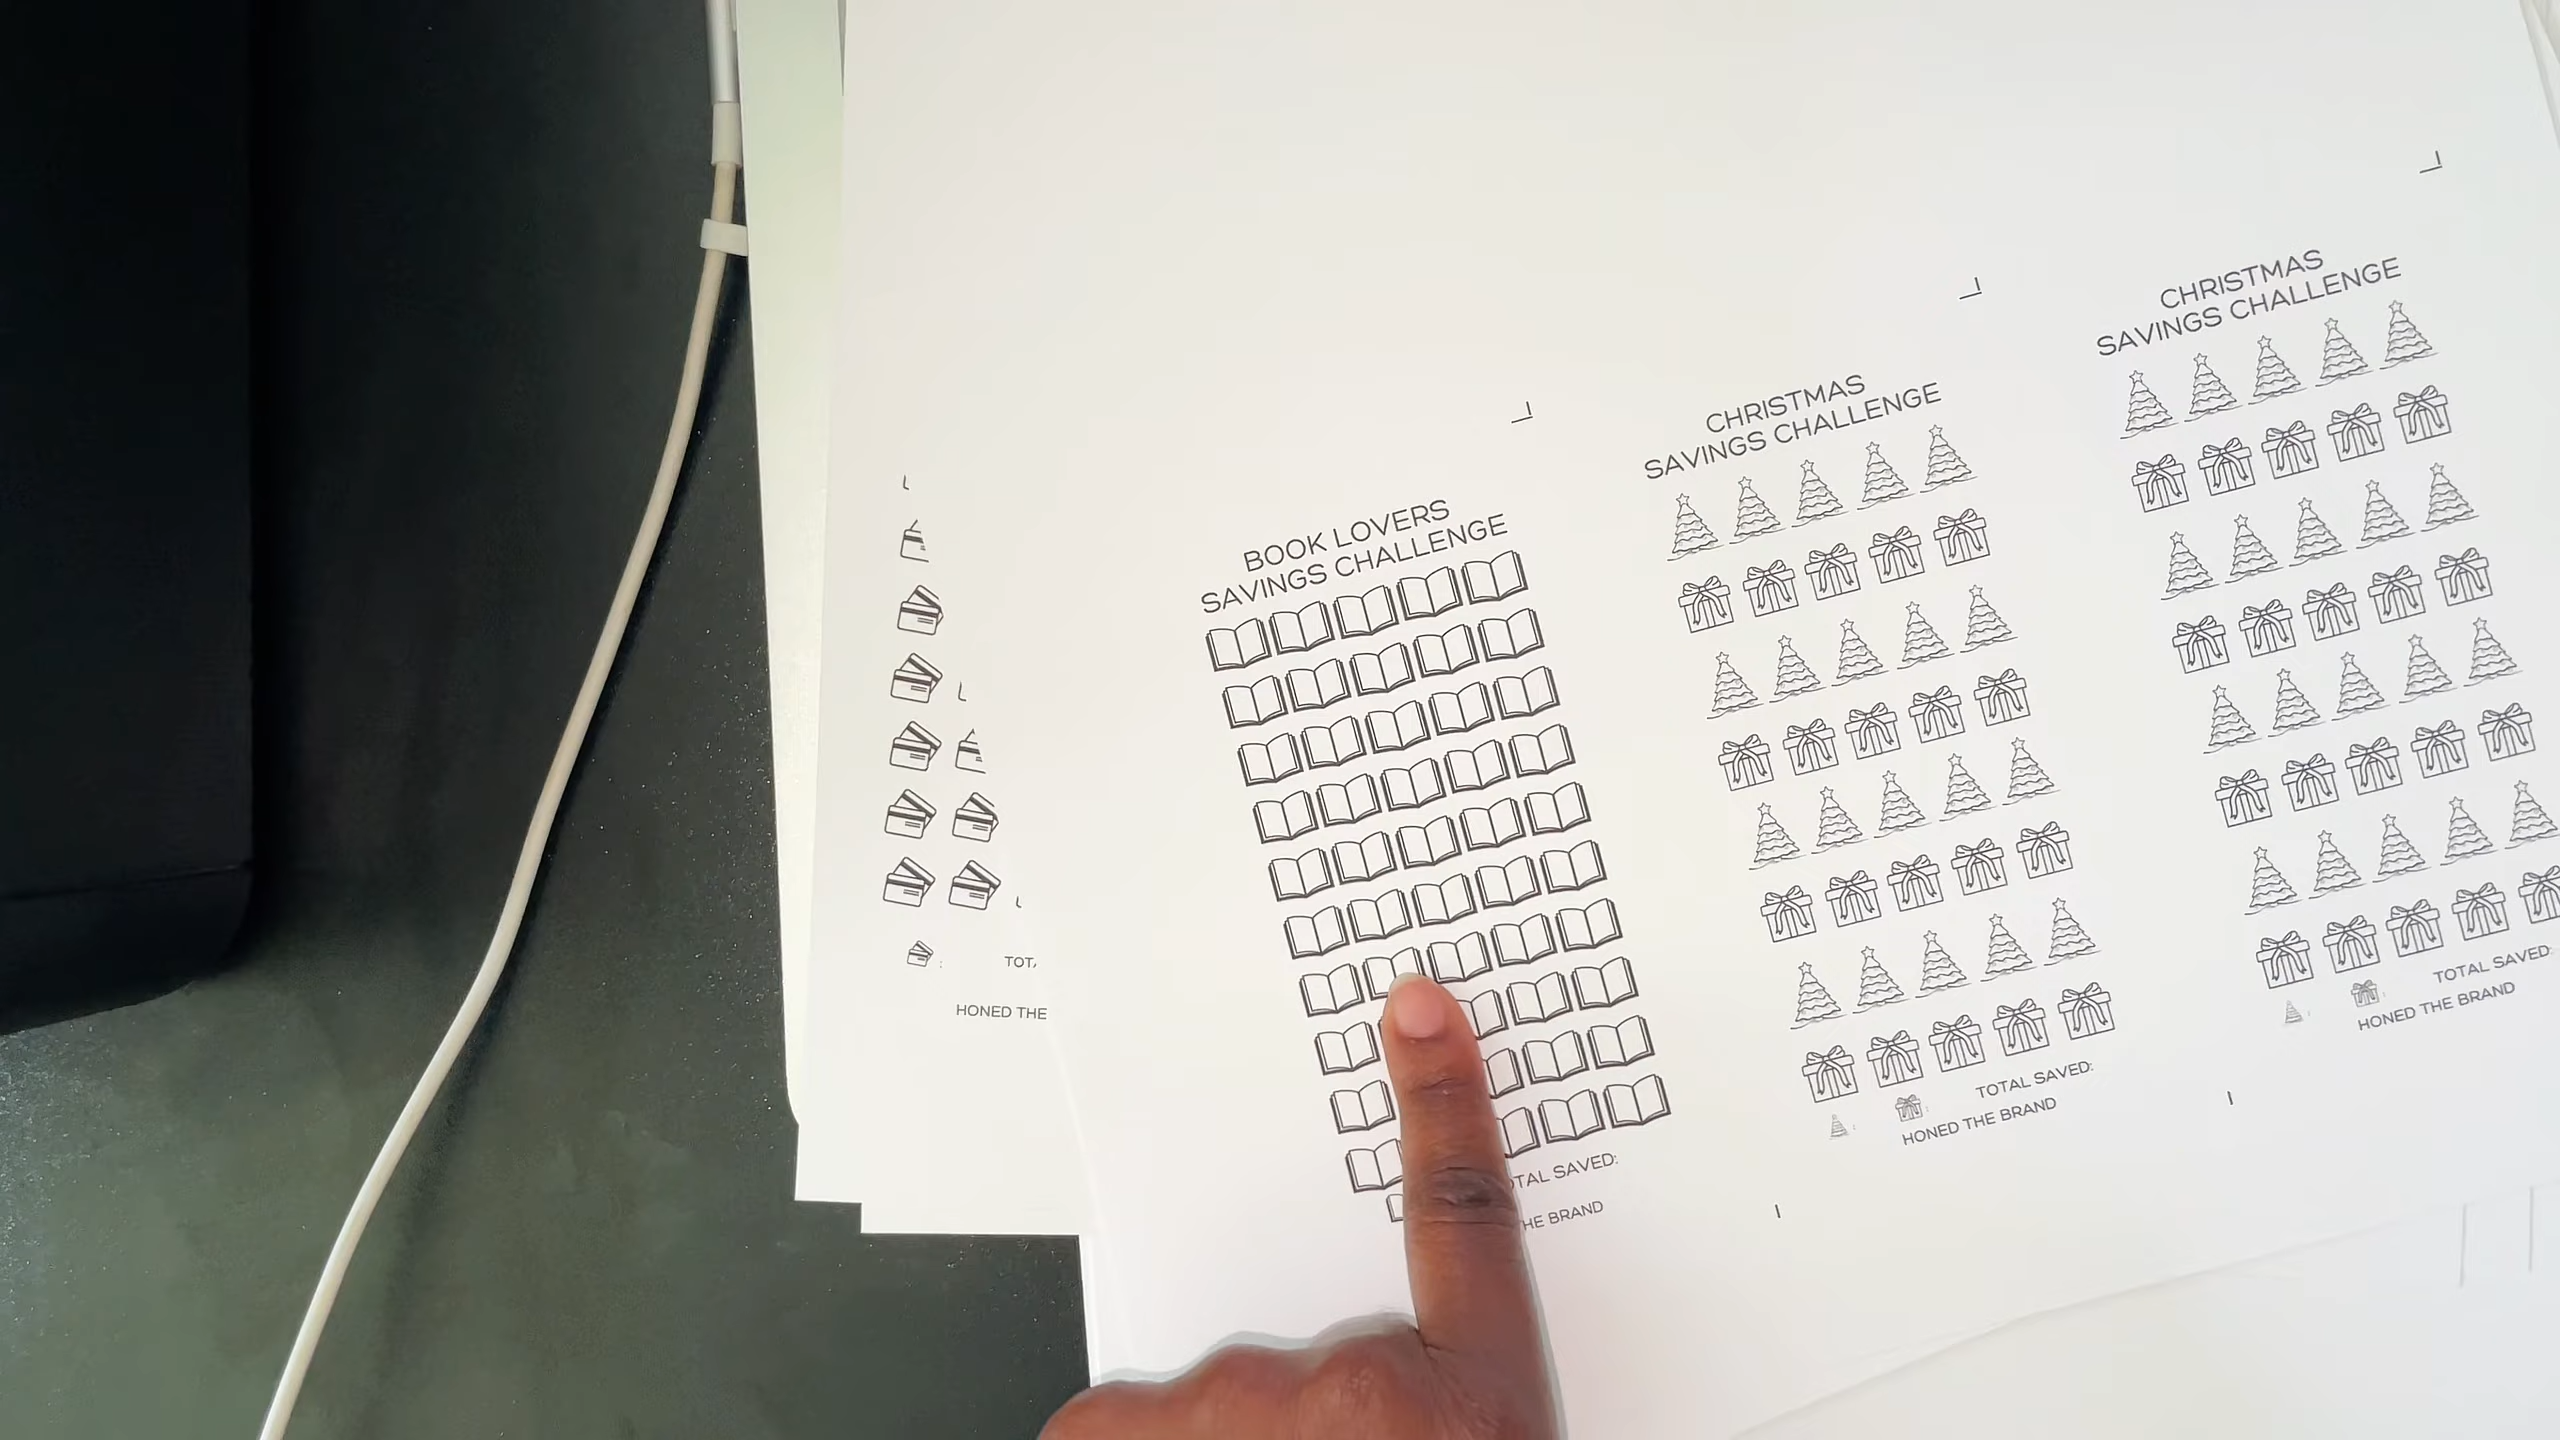 BOOK LOVERS
SAVINGS CHALLENGE
TOTAL SAVED:
THE BRAND
CHRISTMAS
SAVINGS CHALLENGE
TOTAL SAVED:
HONED THE BRAND
CHRISTMAS
SAVINGS CHALLENGE
TOTAL SAVED:
HONED THE BRAND
TOT
HONED THE